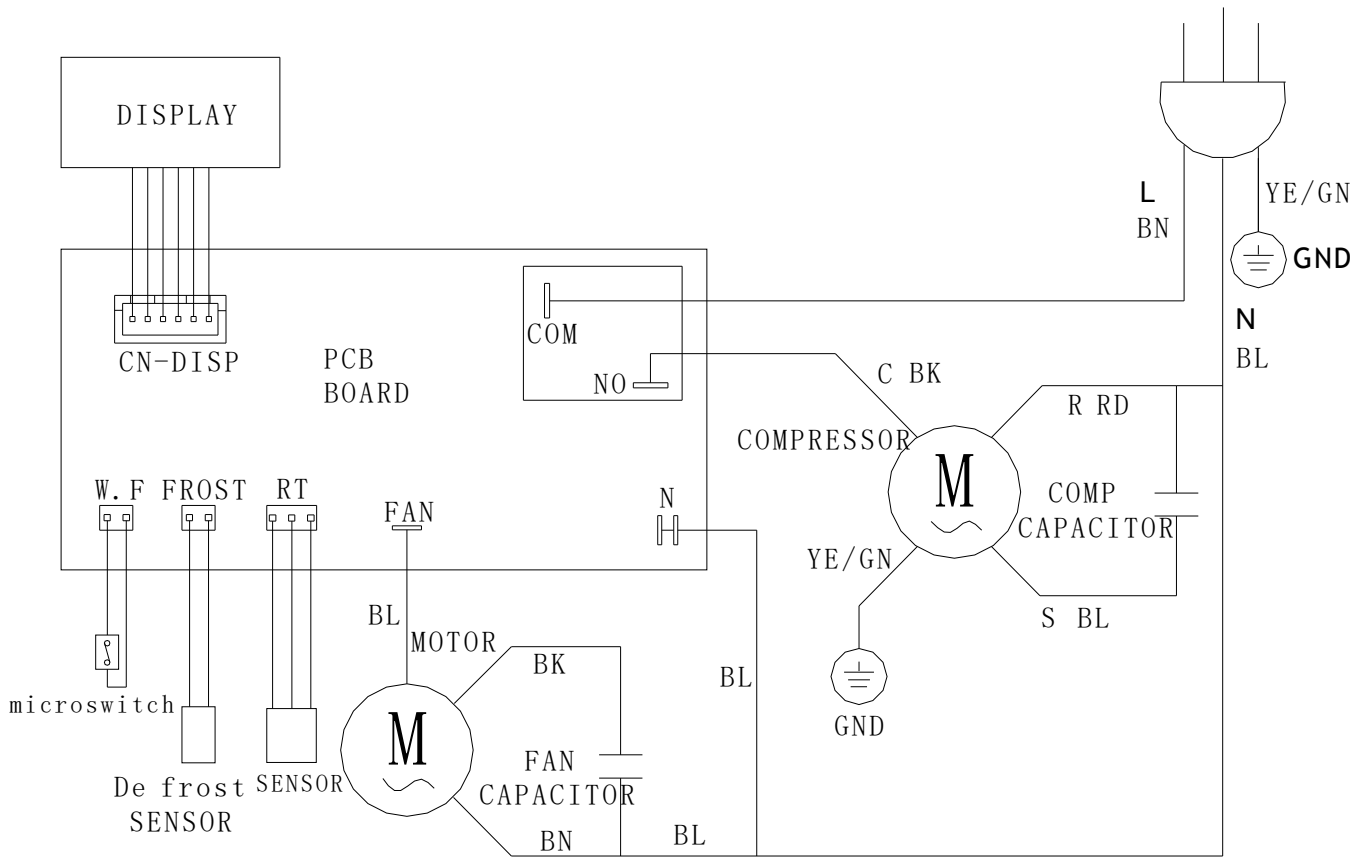 DISPLAY
L
BN
YE/GN
GND
N
BL
CN-DISP
PCB
BOARD
COM
NO
C BK
R RD
COMPRESSOR
M
COMP
CAPACITOR
YE/GN
S BL
GND
W.F FROST RT
FAN
N
BL
MOTOR
BK
BL
microswitch
M
FAN
CAPACITOR
De frost
SENSOR
SENSOR
BN
BL